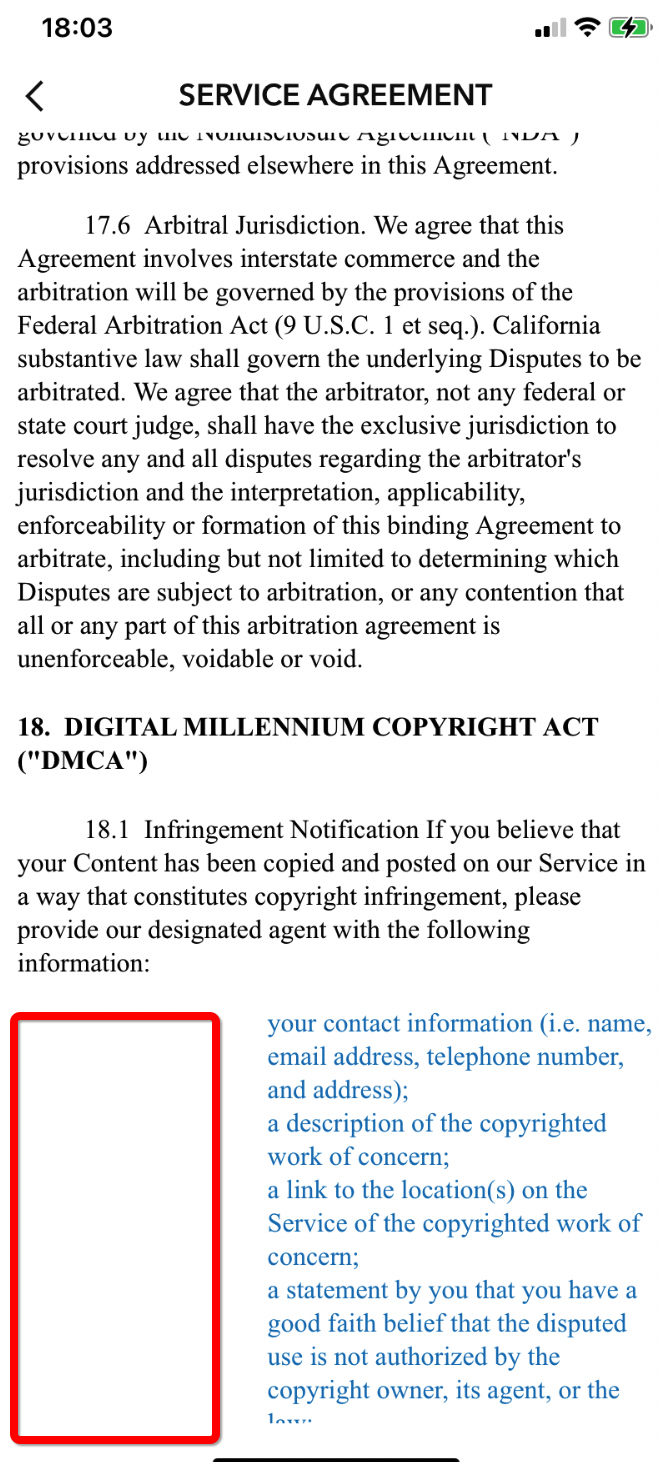 18:03
SERVICE AGREEMENT
governed by the Nondisclosure Agreement ("NDA")
provisions addressed elsewhere in this Agreement.
17.6 Arbitral Jurisdiction. We agree that this
Agreement involves interstate commerce and the
arbitration will be governed by the provisions of the
Federal Arbitration Act (9 U.S.C. 1 et seq.). California
substantive law shall govern the underlying Disputes to be
arbitrated. We agree that the arbitrator, not any federal or
state court judge, shall have the exclusive jurisdiction to
resolve any and all disputes regarding the arbitrator's
jurisdiction and the interpretation, applicability,
enforceability or formation of this binding Agreement to
arbitrate, including but not limited to determining which
Disputes are subject to arbitration, or any contention that
all or any part of this arbitration agreement is
unenforceable, voidable or void.
18. DIGITAL MILLENNIUM COPYRIGHT ACT
("DMCA")
18.1 Infringement Notification If you believe that
your Content has been copied and posted on our Service in
a way that constitutes copyright infringement, please
provide our designated agent with the following
information:
your contact information (i.e. name,
email address, telephone number,
and address);
a description of the copyrighted
work of concern;
a link to the location(s) on the
Service of the copyrighted work of
concern;
a statement by you that you have a
good faith belief that the disputed
use is not authorized by the
copyright owner, its agent, or the
law;